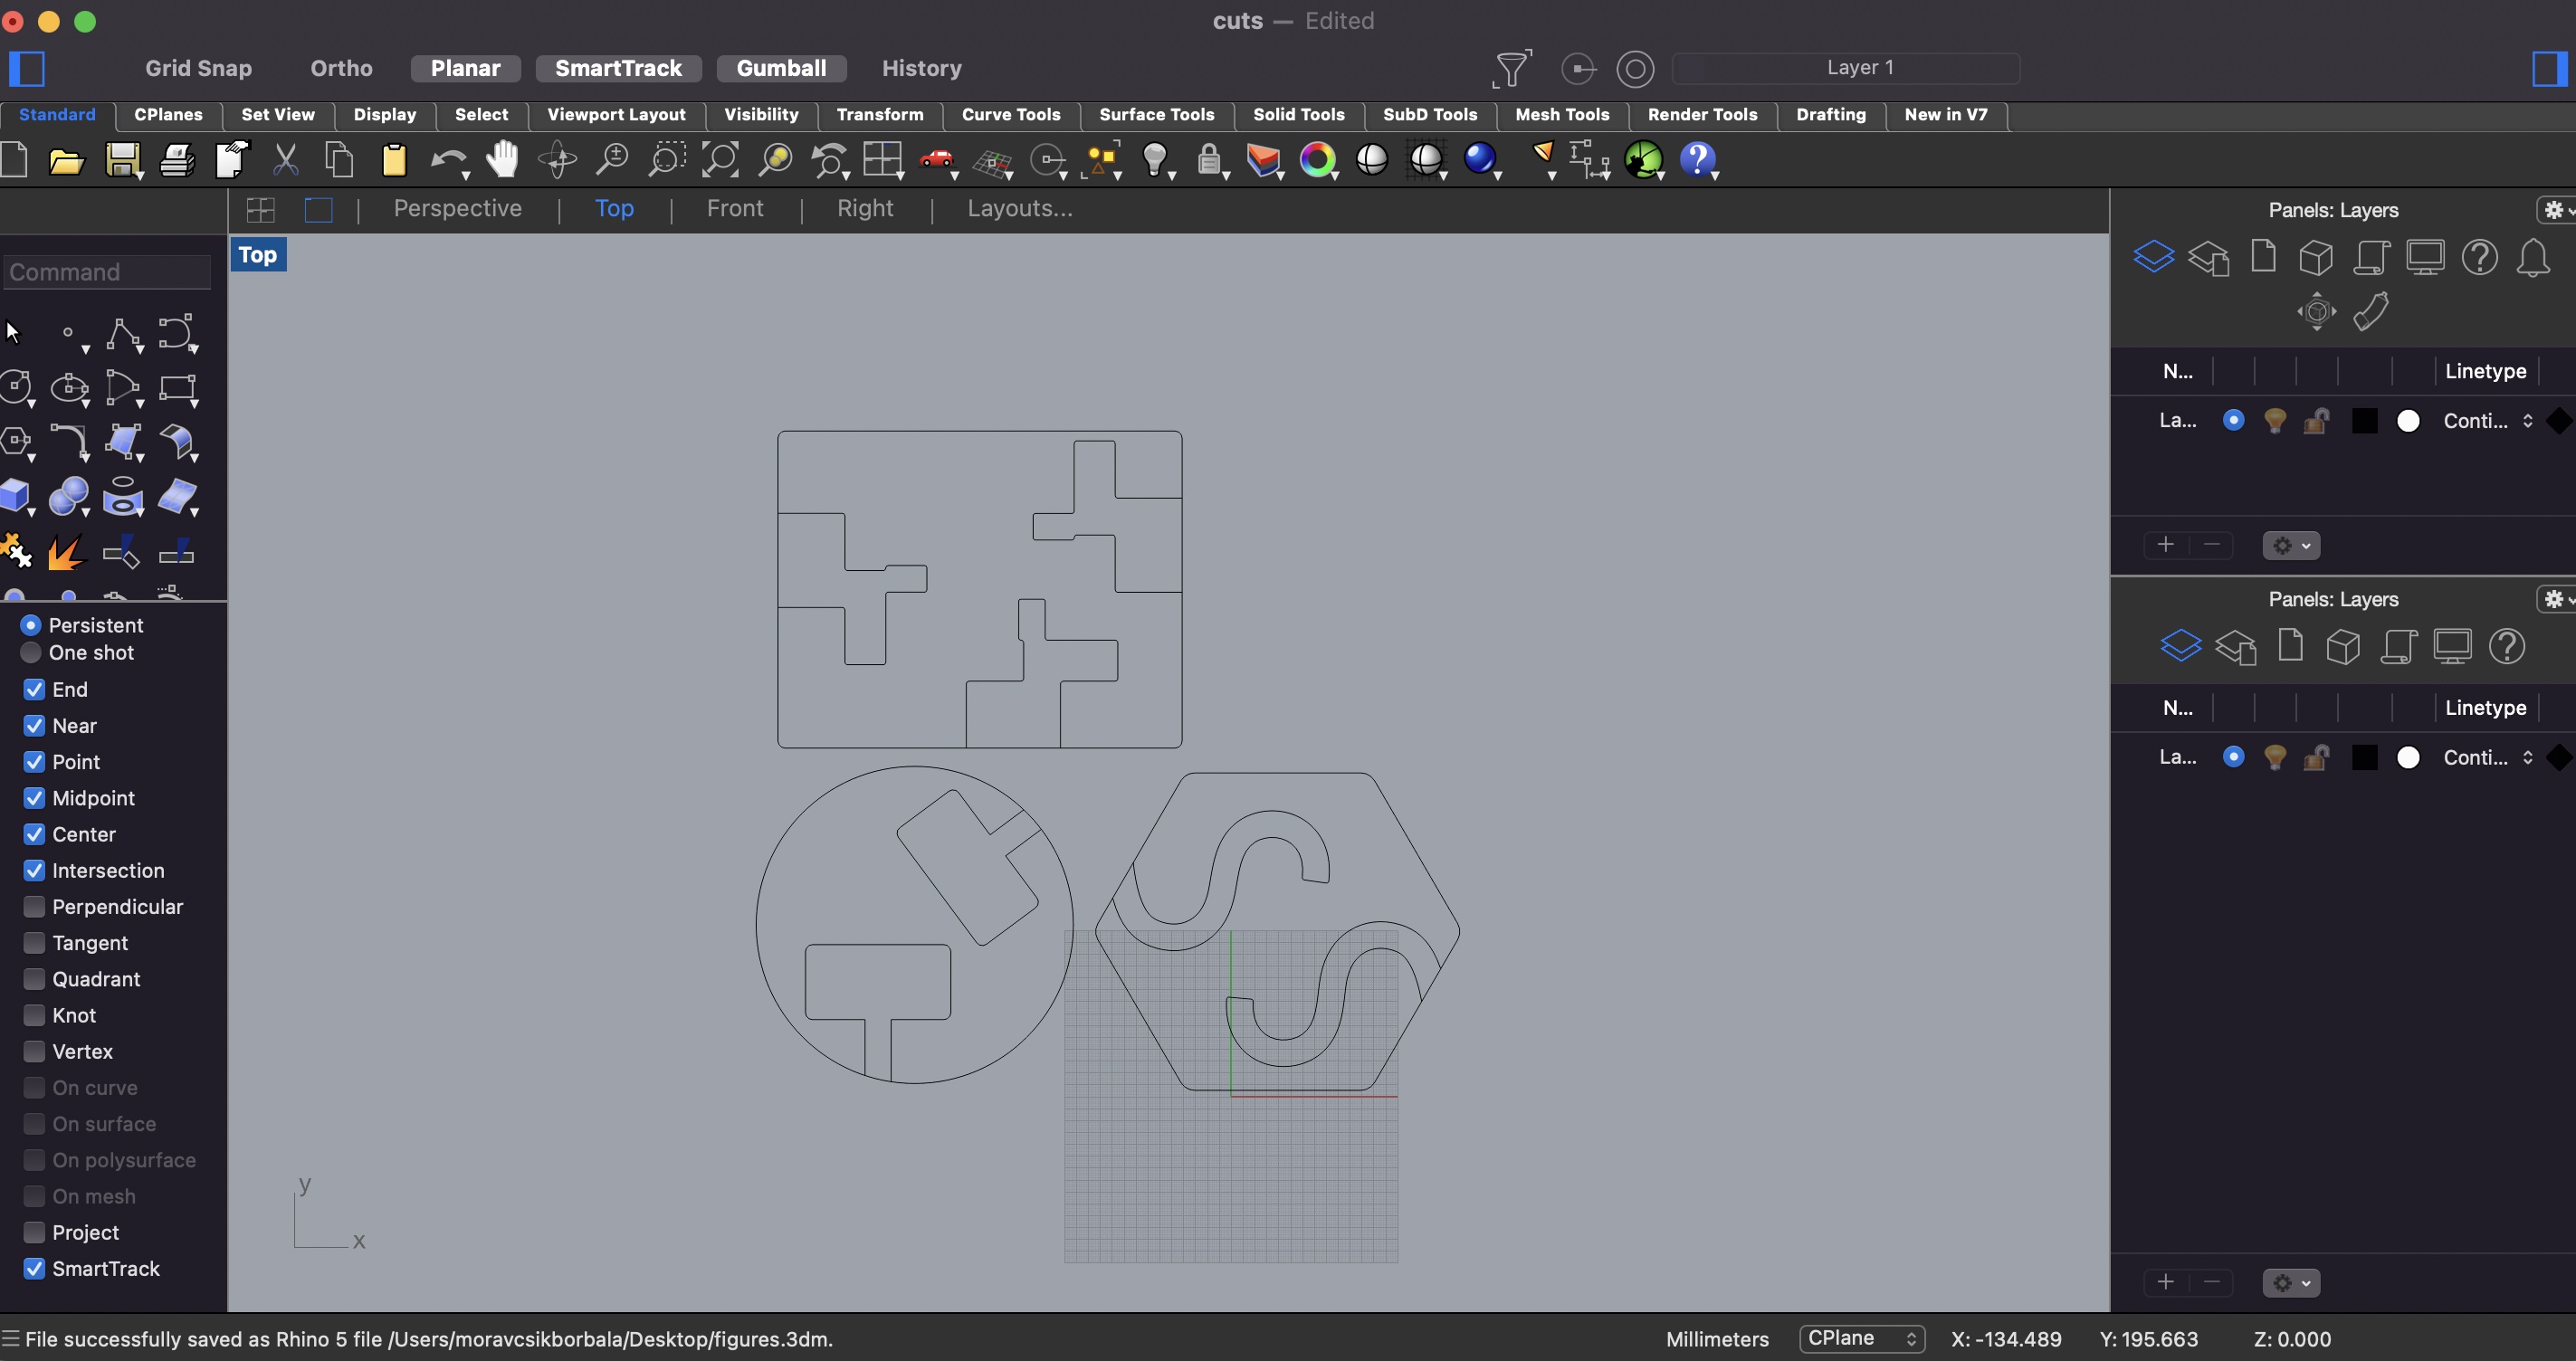 cuts — Edited
Grid Snap Ortho Planar SmartTrack Gumball History Layer 1
Standard CPlanes Set View Display Select Viewport Layout Visibility Transform Curve Tools Surface Tools Solid Tools SubD Tools Mesh Tools Render Tools Drafting New in V7
Perspective Top Front Right Layouts...
Panels: Layers
Top
Command
N... Linetype
La... Conti...
Panels: Layers
N... Linetype
La... Conti...
Persistent
One shot
End
Near
Point
Midpoint
Center
Intersection
Perpendicular
Tangent
Quadrant
Knot
Vertex
On curve
On surface
On polysurface
On mesh
Project
SmartTrack
y
x
File successfully saved as Rhino 5 file /Users/moravcsikborbala/Desktop/figures.3dm.
Millimeters CPlane X: -134.489 Y: 195.663 Z: 0.000